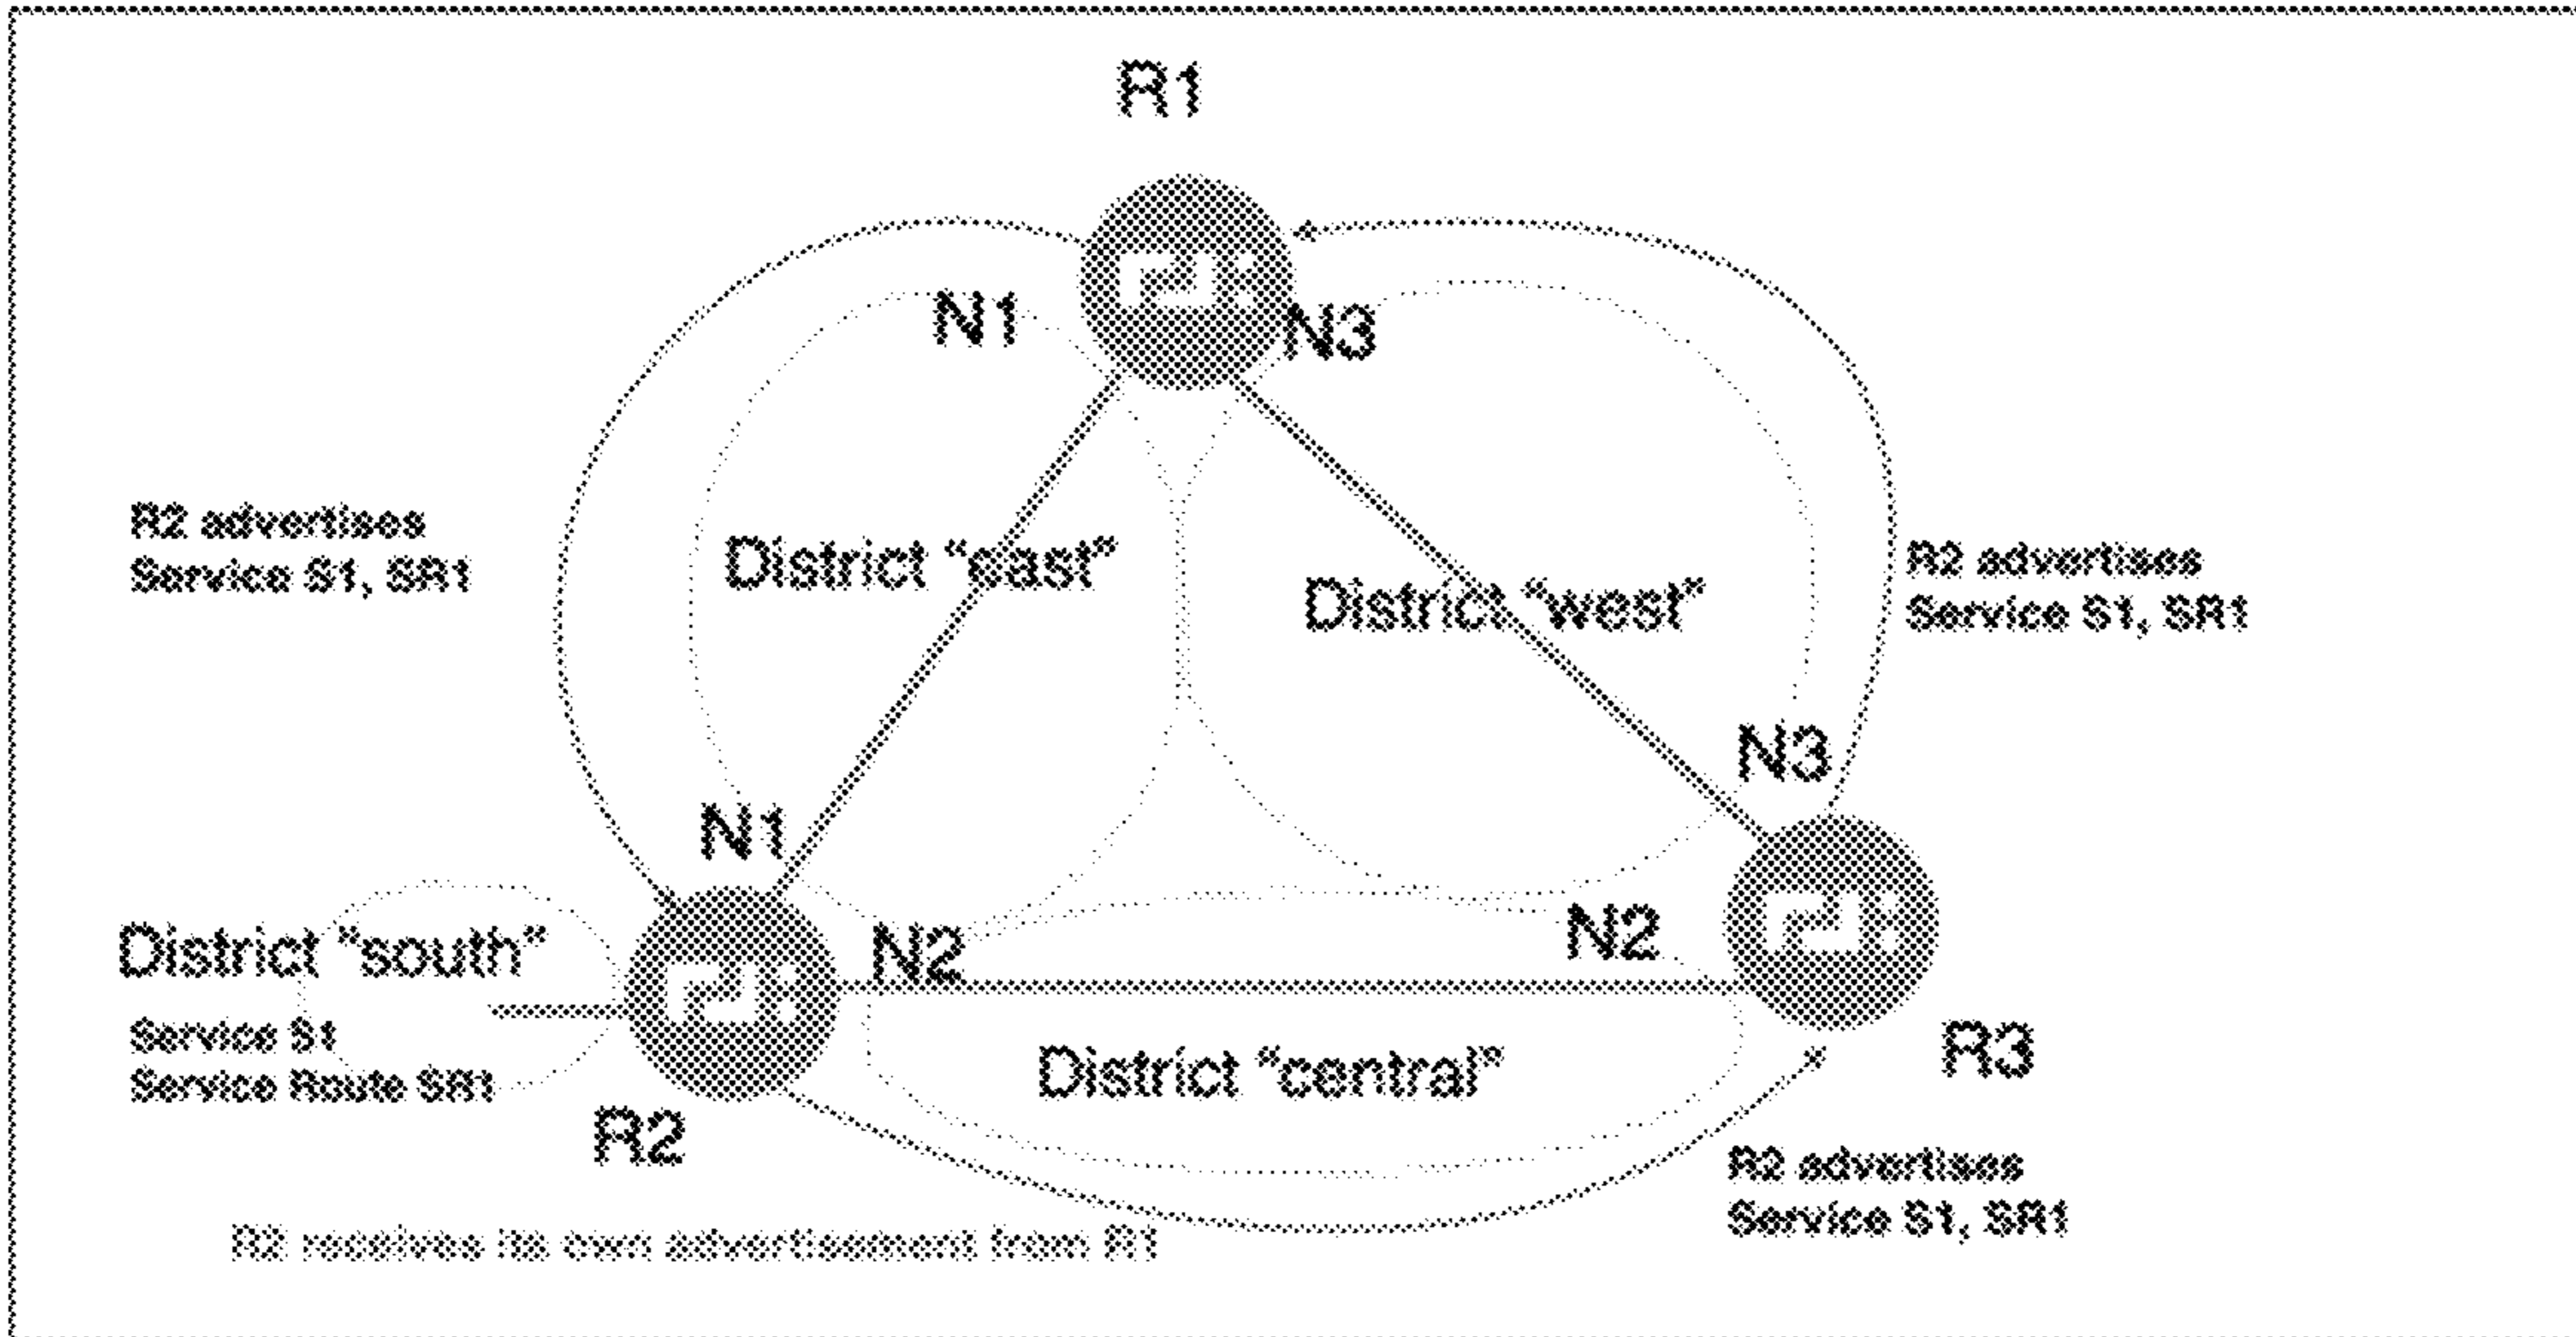 R1
N1
N3
R2 advertises
Service S1, SR1
District “east”
District “west”
R2 advertises
Service S1, SR1
N3
N1
N2
N2
District “south”
Service S1
Service Route SR1
R2
District “central”
R3
R2 advertises
Service S1, SR1
R2 receives its own advertisement from R1